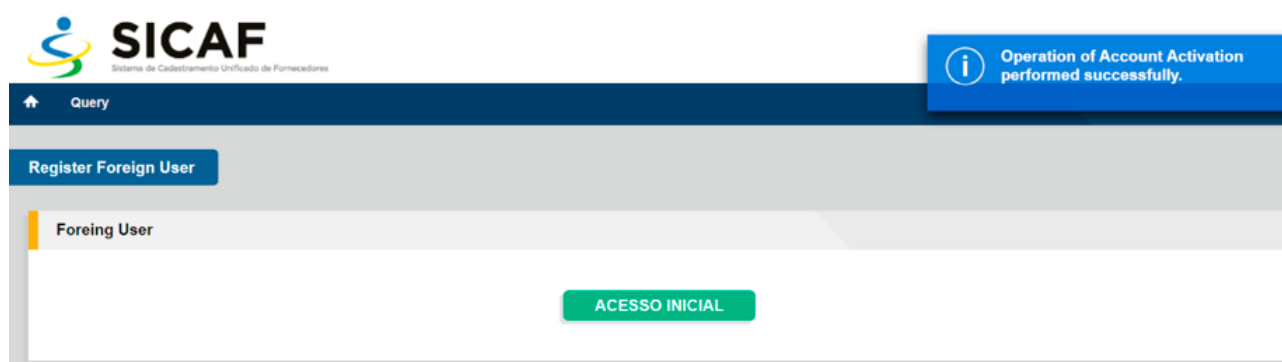 SICAF
Sistema de Cadastramento Unificado de Fornecedores
Operation of Account Activation
performed successfully.
Query
Register Foreign User
Foreing User
ACESSO INICIAL